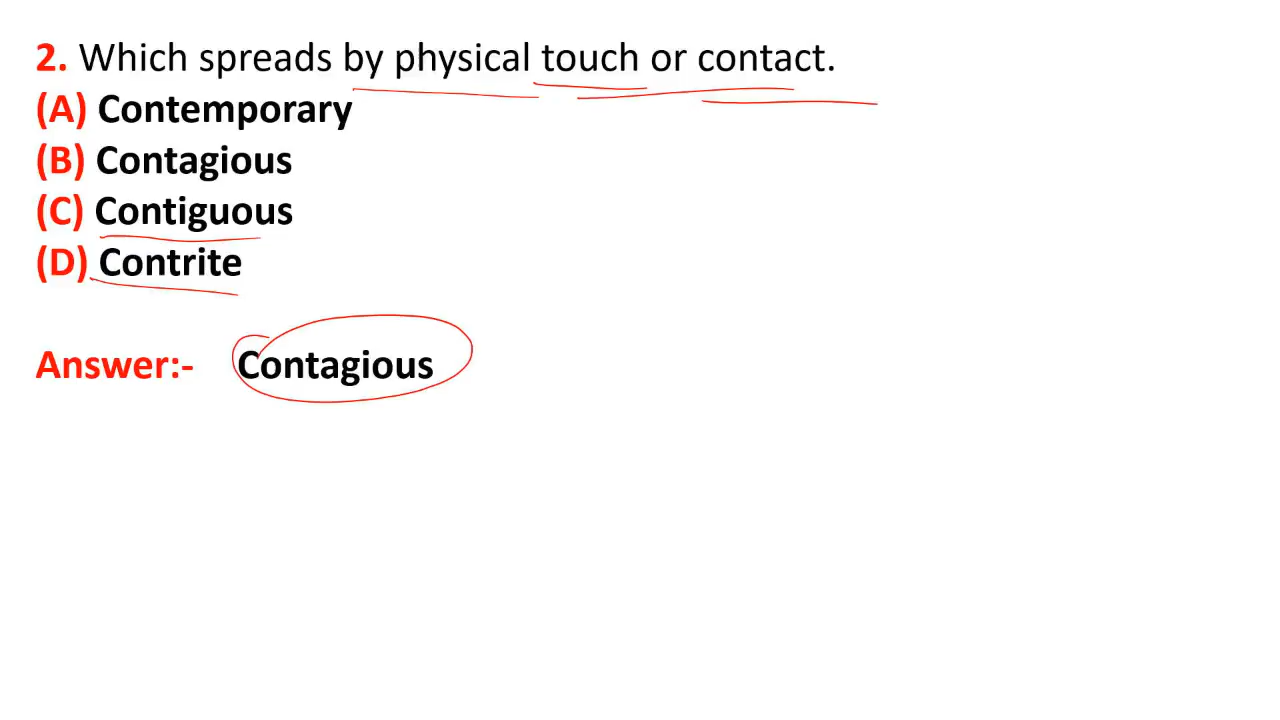 2. Which spreads by physical touch or contact.
(A) Contemporary
(B) Contagious
(C) Contiguous
(D) Contrite
Answer:- Contagious